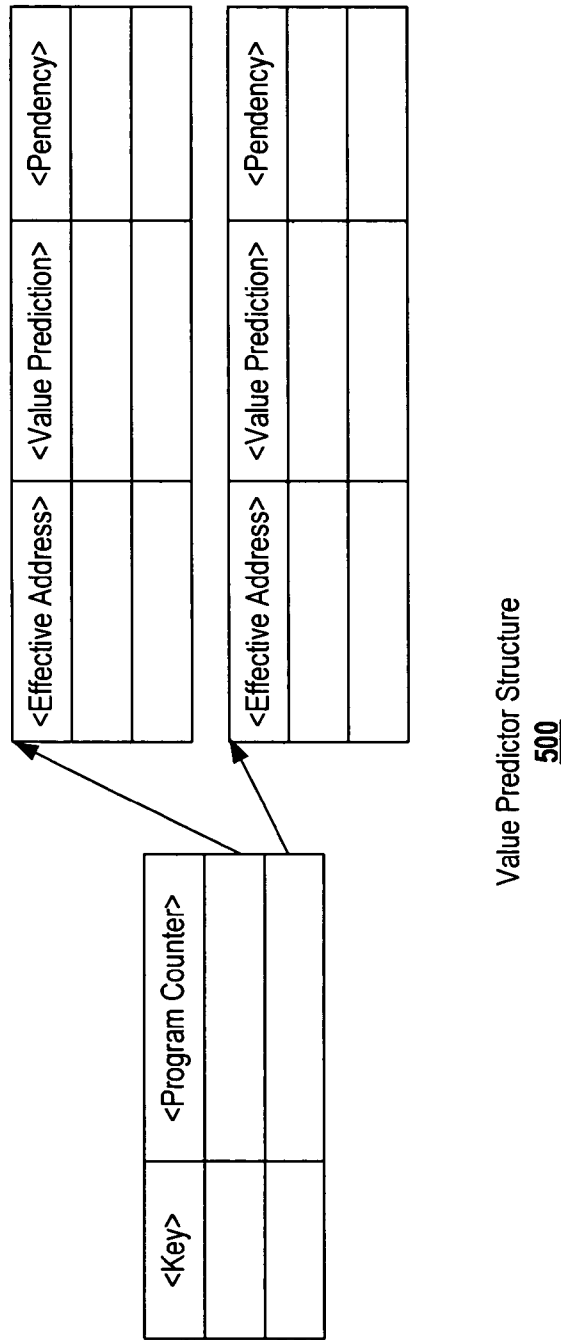 <Key> <Program Counter>
<Effective Address> <Value Prediction> <Pendency>
<Effective Address> <Value Prediction> <Pendency>
Value Predictor Structure
500